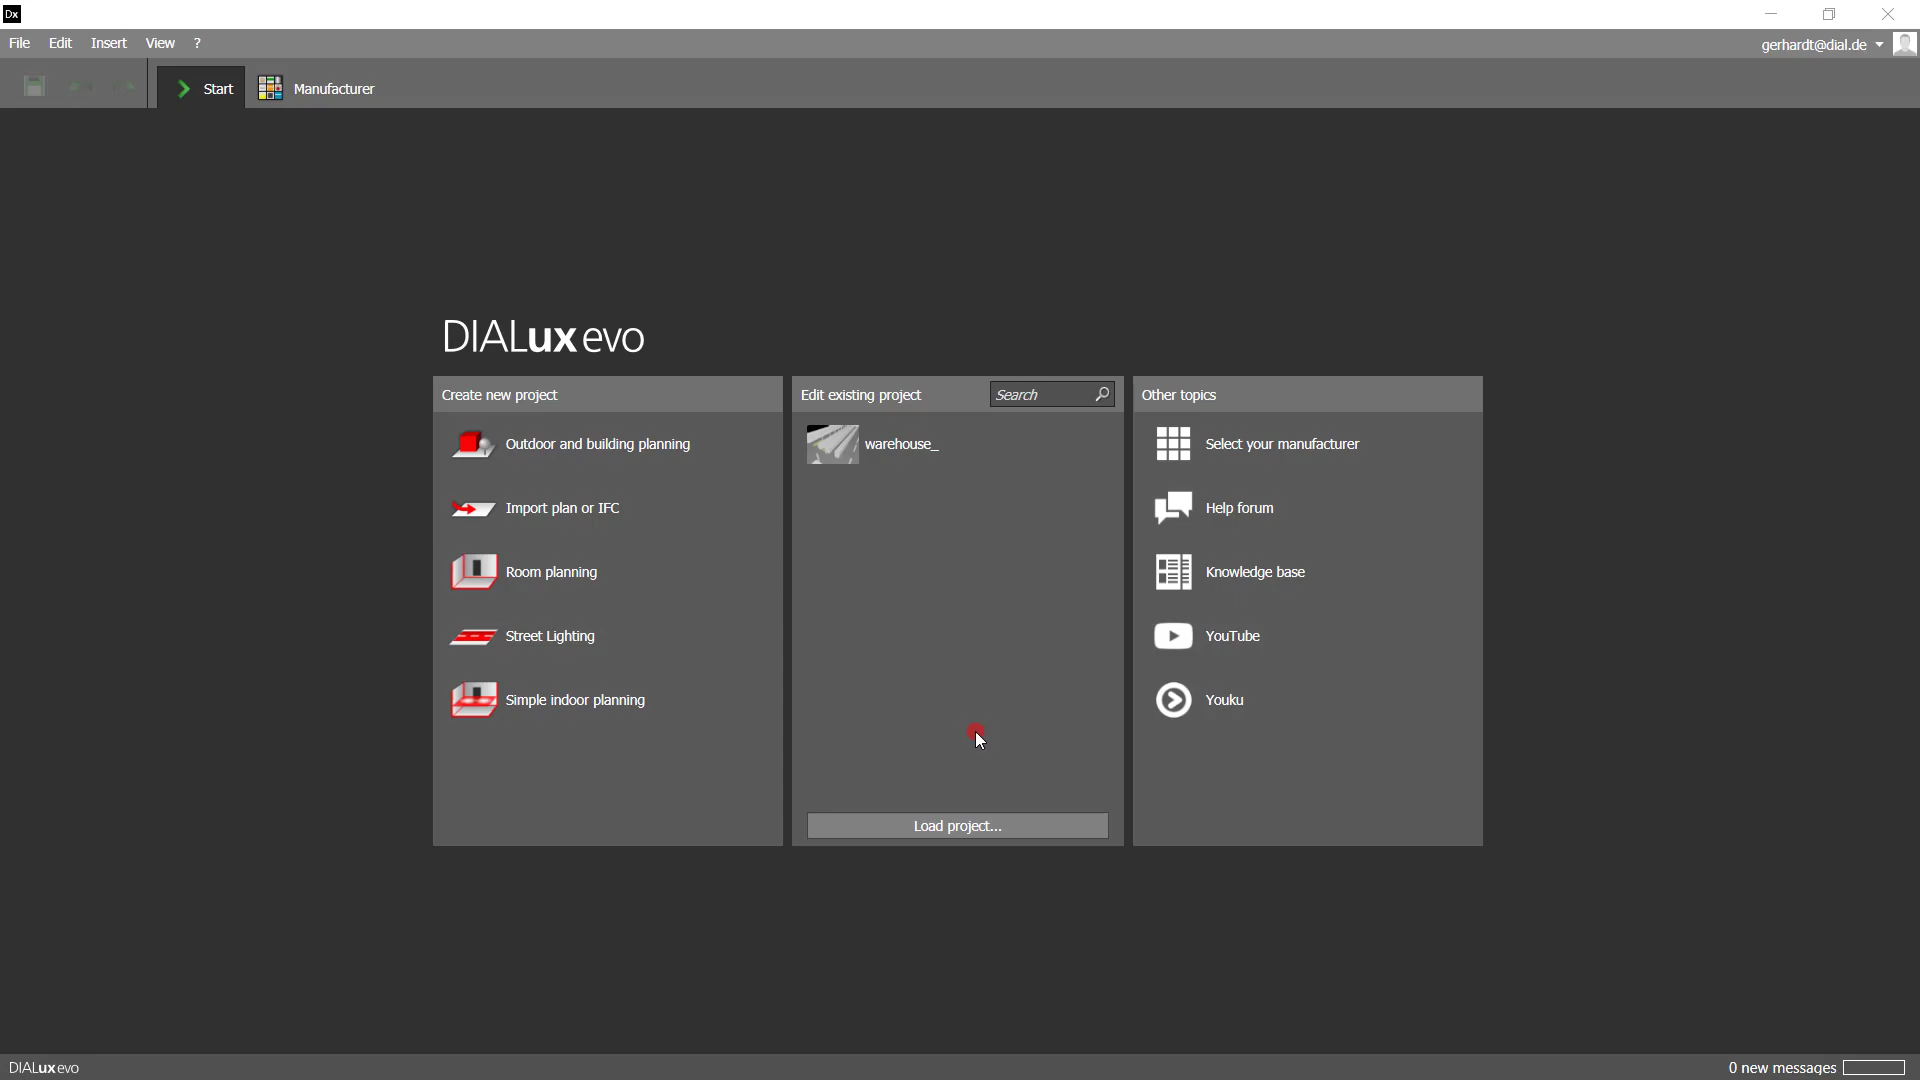 Dx
File Edit Insert View ?
gerhardt@dial.de
Start Manufacturer
DIALux evo
Create new project
Outdoor and building planning
Import plan or IFC
Room planning
Street Lighting
Simple indoor planning
Edit existing project
Search
warehouse_
Load project...
Other topics
Select your manufacturer
Help forum
Knowledge base
YouTube
Youku
DIALux evo
0 new messages